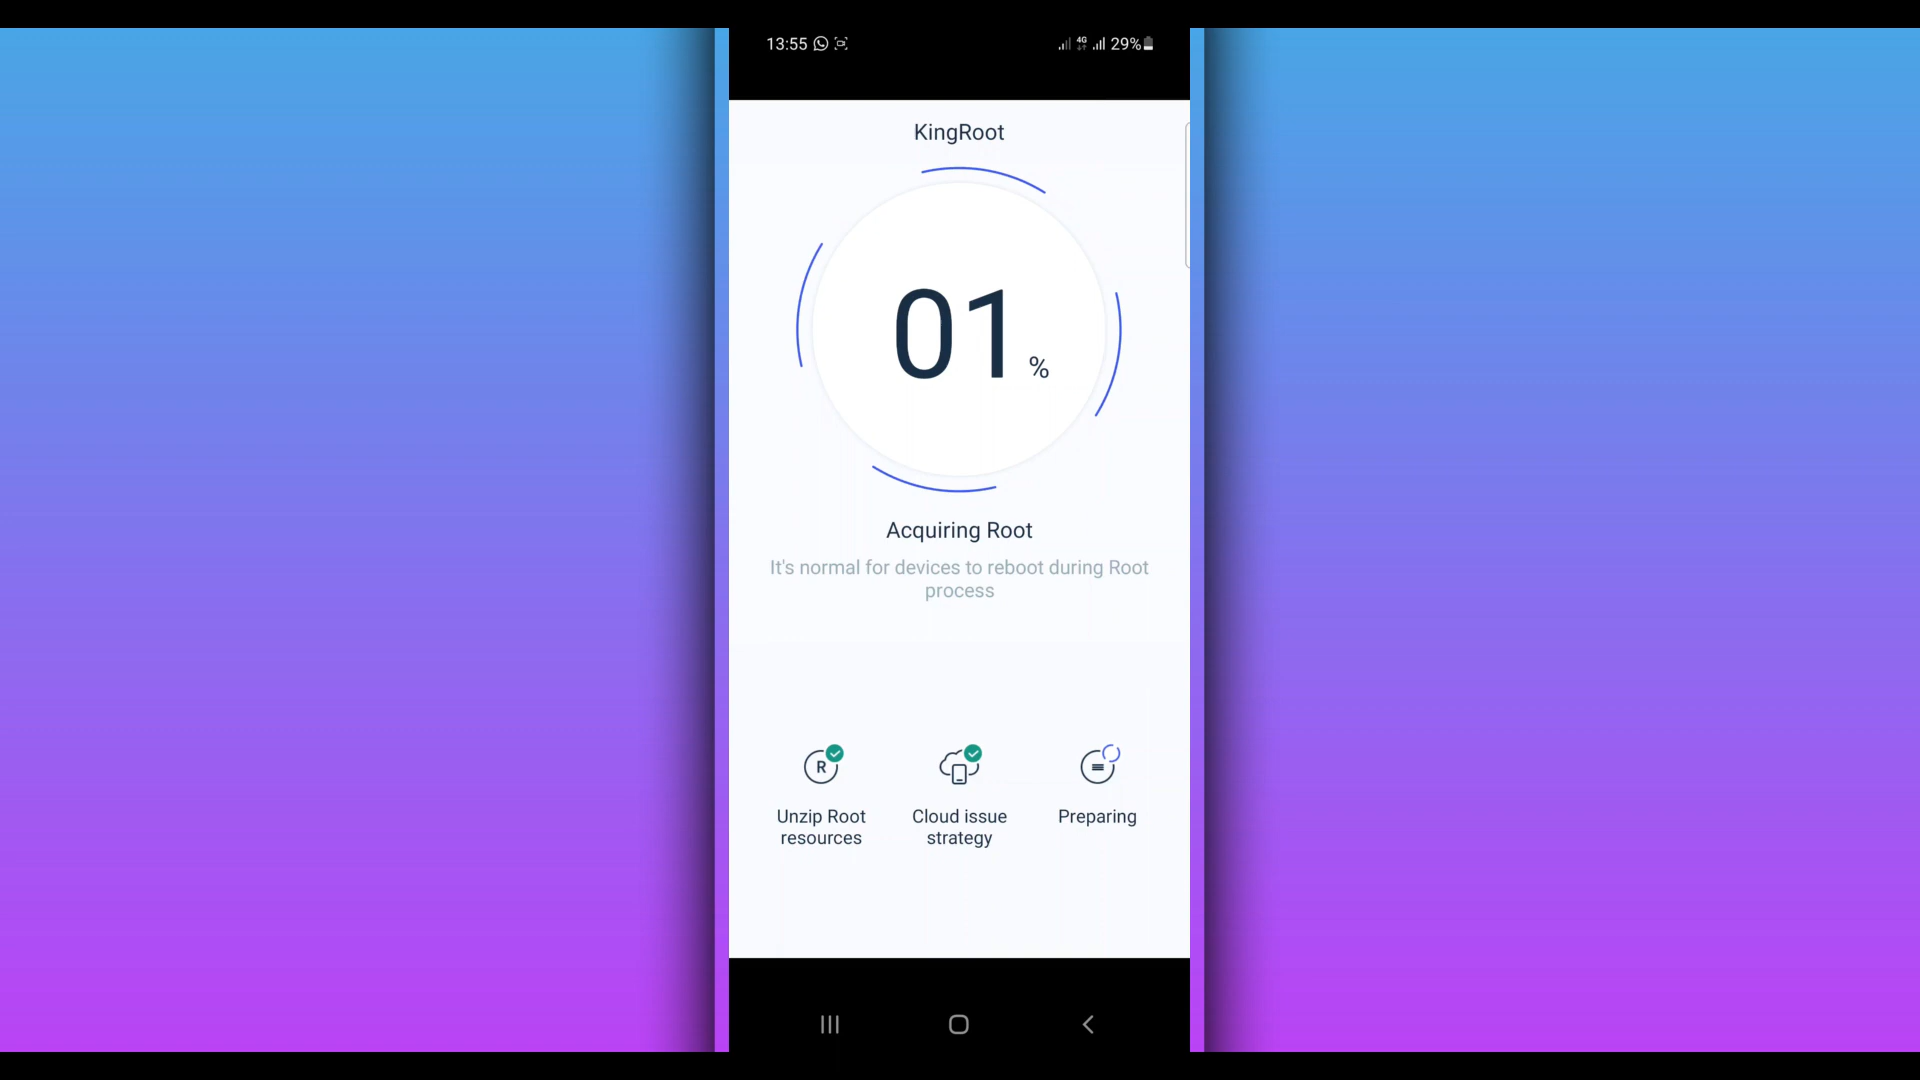 13:55 4G 29%
KingRoot
01 %
Acquiring Root
It's normal for devices to reboot during Root
process
R
Unzip Root
resources
Cloud issue
strategy
Preparing